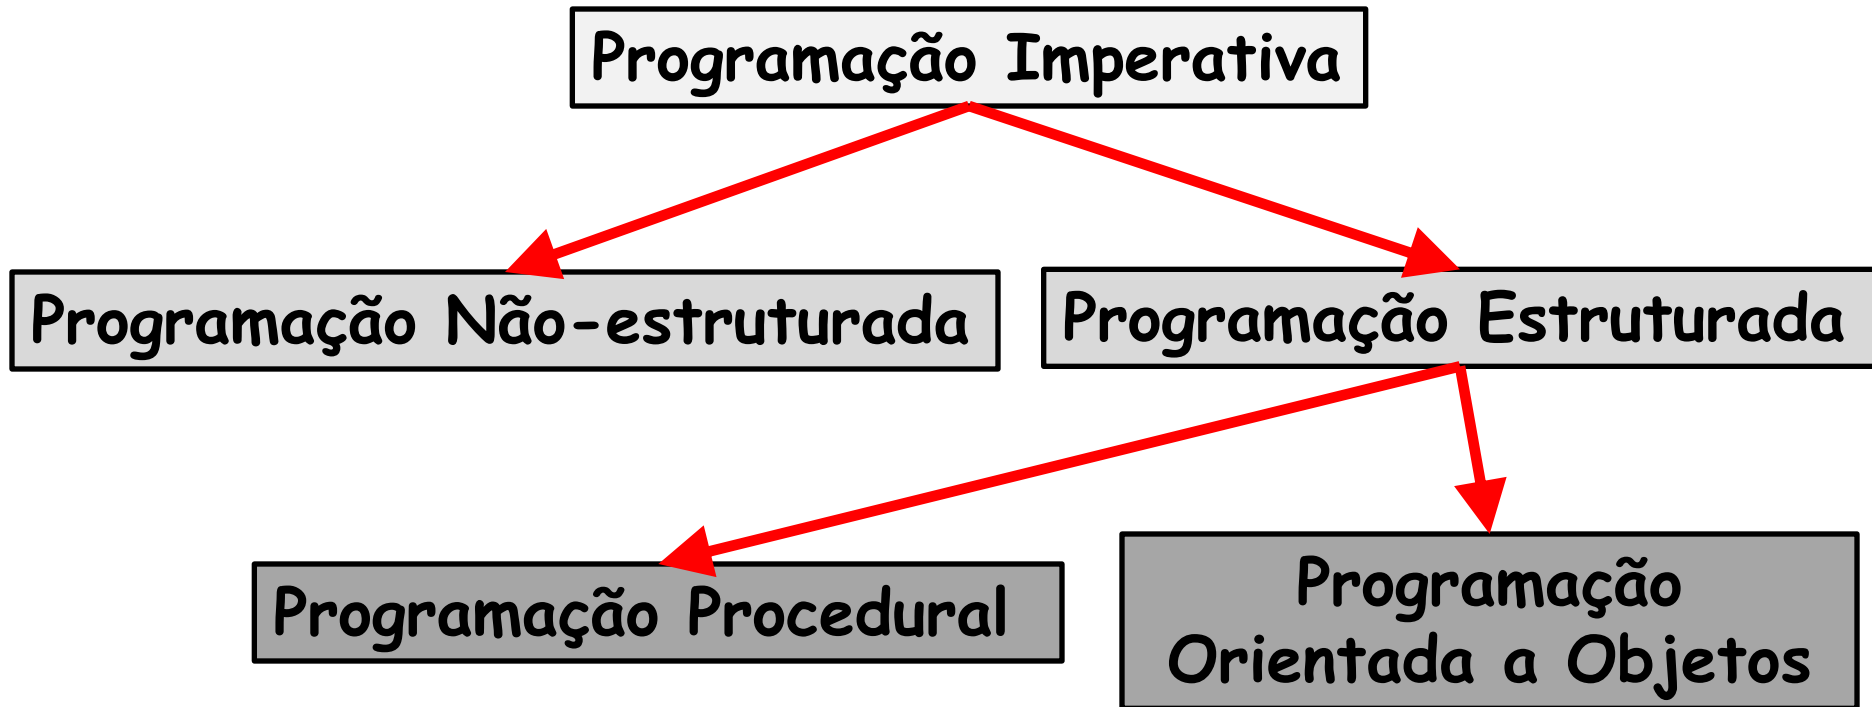 Programação Imperativa
Programação Não-estruturada
Programação Estruturada
Programação Procedural
Programação
Orientada a Objetos